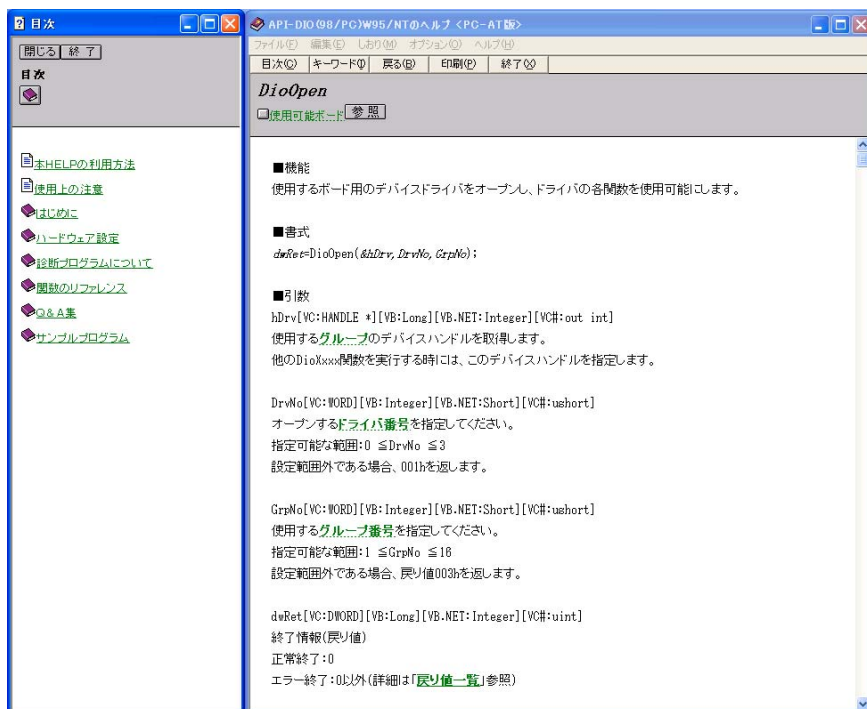 目次
閉じる 終了
目次
本HELPの利用方法
使用上の注意
はじめに
ハードウェア設定
診断プログラムについて
関数のリファレンス
Q&A集
サンプルプログラム
API-DIO(98/PC)W95/NTのヘルプ <PC-AT版>
ファイル(F) 編集(E) しおり(M) オプション(O) ヘルプ(H)
目次(C) キーワード(I) 戻る(B) 印刷(P) 終了(X)
DioOpen
使用可能ボード 参照
■機能
使用するボード用のデバイスドライバをオープンし、ドライバの各関数を使用可能にします。
■書式
dwRet=DioOpen(&hDrv, DrvNo, GrpNo);
■引数
hDrv[VC:HANDLE *][VB:Long][VB.NET:Integer][VC#:out int]
使用するグループのデバイスハンドルを取得します。
他のDioXxxx関数を実行する時には、このデバイスハンドルを指定します。
DrvNo[VC:WORD][VB:Integer][VB.NET:Short][VC#:ushort]
オープンするドライバ番号を指定してください。
指定可能な範囲:0 ≦DrvNo ≦3
設定範囲外である場合、001hを返します。
GrpNo[VC:WORD][VB:Integer][VB.NET:Short][VC#:ushort]
使用するグループ番号を指定してください。
指定可能な範囲:1 ≦GrpNo ≦16
設定範囲外である場合、戻り値003hを返します。
dwRet[VC:DWORD][VB:Long][VB.NET:Integer][VC#:uint]
終了情報(戻り値)
正常終了:0
エラー終了:0以外(詳細は「戻り値一覧」参照)